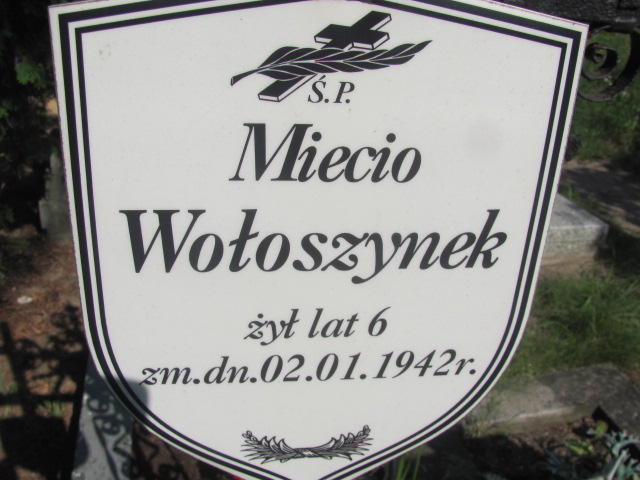 Ś.P.
Miecio
Wołoszynek
żył lat 6
zm.dn.02.01.1942r.